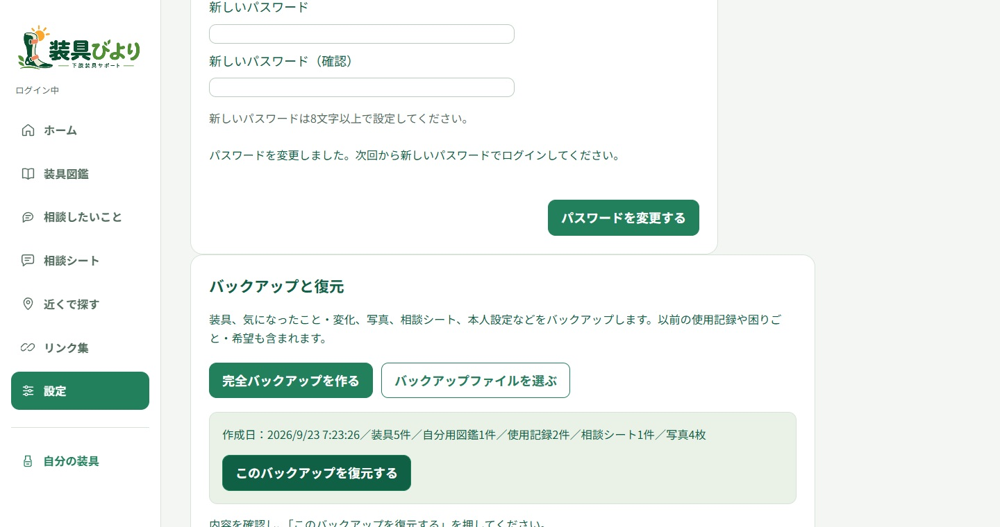 装具びより
下肢装具サポート
ログイン中
ホーム
装具図鑑
相談したいこと
相談シート
近くで探す
リンク集
設定
自分の装具
新しいパスワード
新しいパスワード（確認）
新しいパスワードは8文字以上で設定してください。
パスワードを変更しました。次回から新しいパスワードでログインしてください。
パスワードを変更する
バックアップと復元
装具、気になったこと・変化、写真、相談シート、本人設定などをバックアップします。以前の使用記録や困りご
と・希望も含まれます。
完全バックアップを作る
バックアップファイルを選ぶ
作成日：2026/9/23 7:23:26／装具5件／自分用図鑑1件／使用記録2件／相談シート1件／写真4枚
このバックアップを復元する
内容を確認し、「このバックアップを復元する」を押してください。